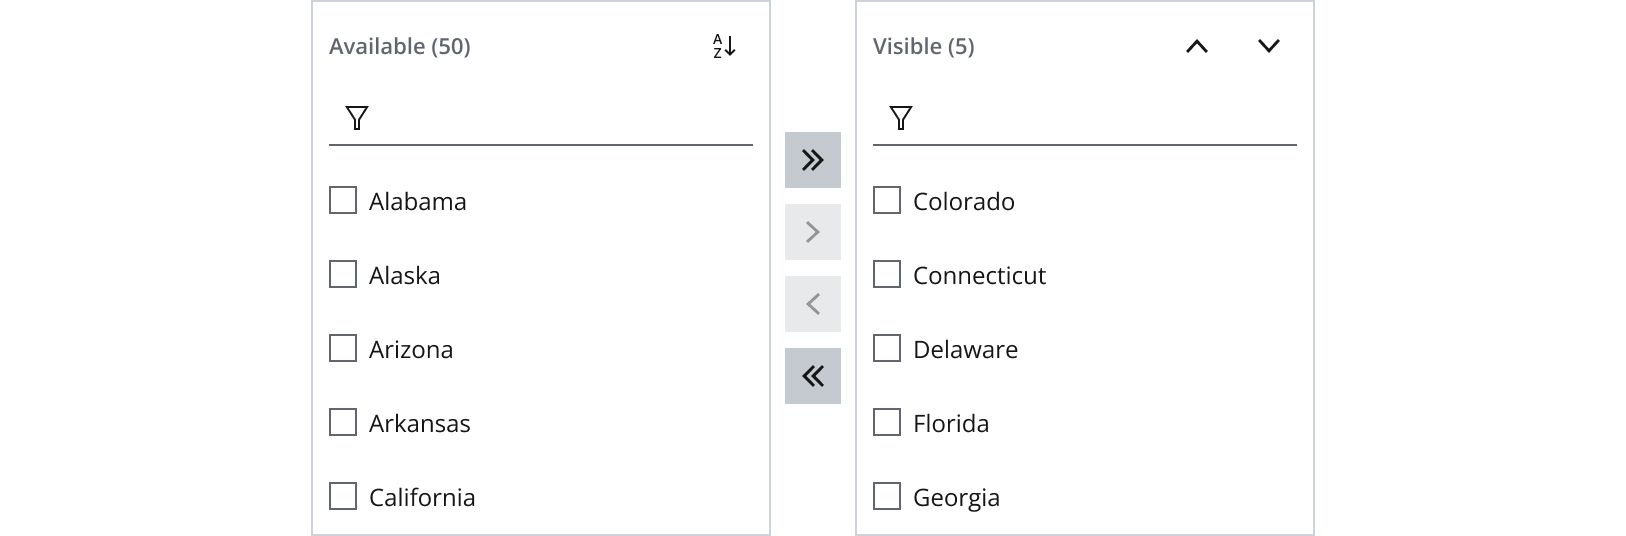 Available (50)
A
Z
Alabama
Alaska
Arizona
Arkansas
California
Visible (5)
Colorado
Connecticut
Delaware
Florida
Georgia